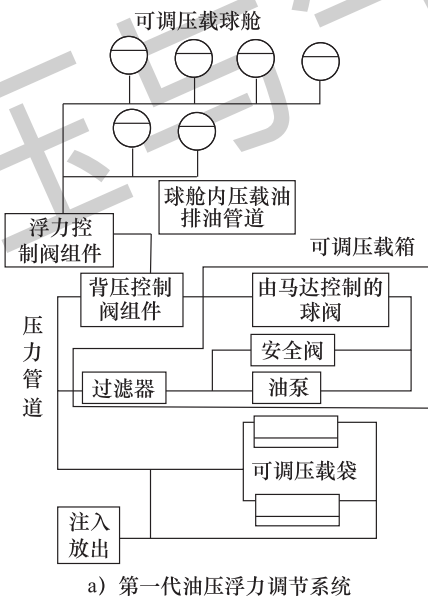 可调压载球舱
球舱内压载油
排油管道
浮力控
制阀组件
可调压载箱
背压控制
阀组件
由马达控制的
球阀
压力管道
安全阀
过滤器
油泵
可调压载袋
注入
放出
a）第一代油压浮力调节系统